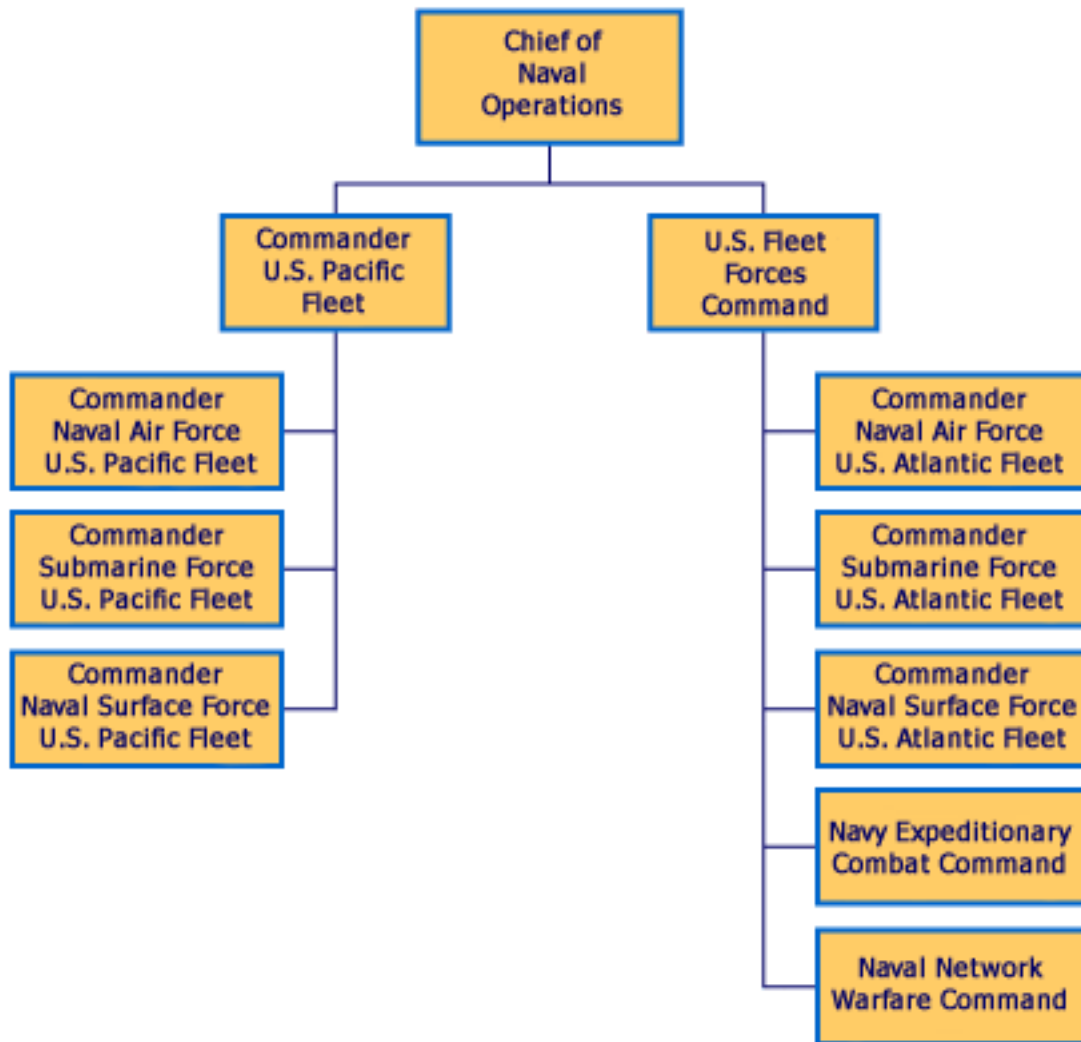 Chief of
Naval
Operations
Commander
U.S. Pacific
Fleet
U.S. Fleet
Forces
Command
Commander
Naval Air Force
U.S. Pacific Fleet
Commander
Submarine Force
U.S. Pacific Fleet
Commander
Naval Surface Force
U.S. Pacific Fleet
Commander
Naval Air Force
U.S. Atlantic Fleet
Commander
Submarine Force
U.S. Atlantic Fleet
Commander
Naval Surface Force
U.S. Atlantic Fleet
Navy Expeditionary
Combat Command
Naval Network
Warfare Command